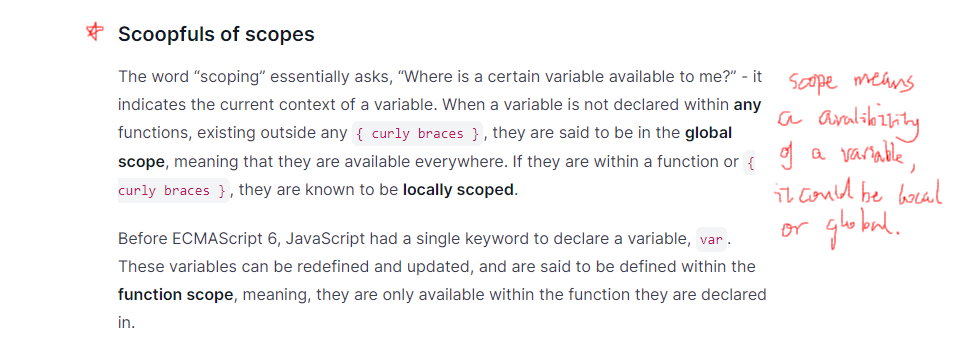 Scoopfuls of scopes
The word “scoping” essentially asks, “Where is a certain variable available to me?” - it
indicates the current context of a variable. When a variable is not declared within any
functions, existing outside any { curly braces }, they are said to be in the global
scope, meaning that they are available everywhere. If they are within a function or {
curly braces }, they are known to be locally scoped.
Before ECMAScript 6, JavaScript had a single keyword to declare a variable, var.
These variables can be redefined and updated, and are said to be defined within the
function scope, meaning, they are only available within the function they are declared
in.
scope means
a avalibility
of a variable,
it could be local
or global.